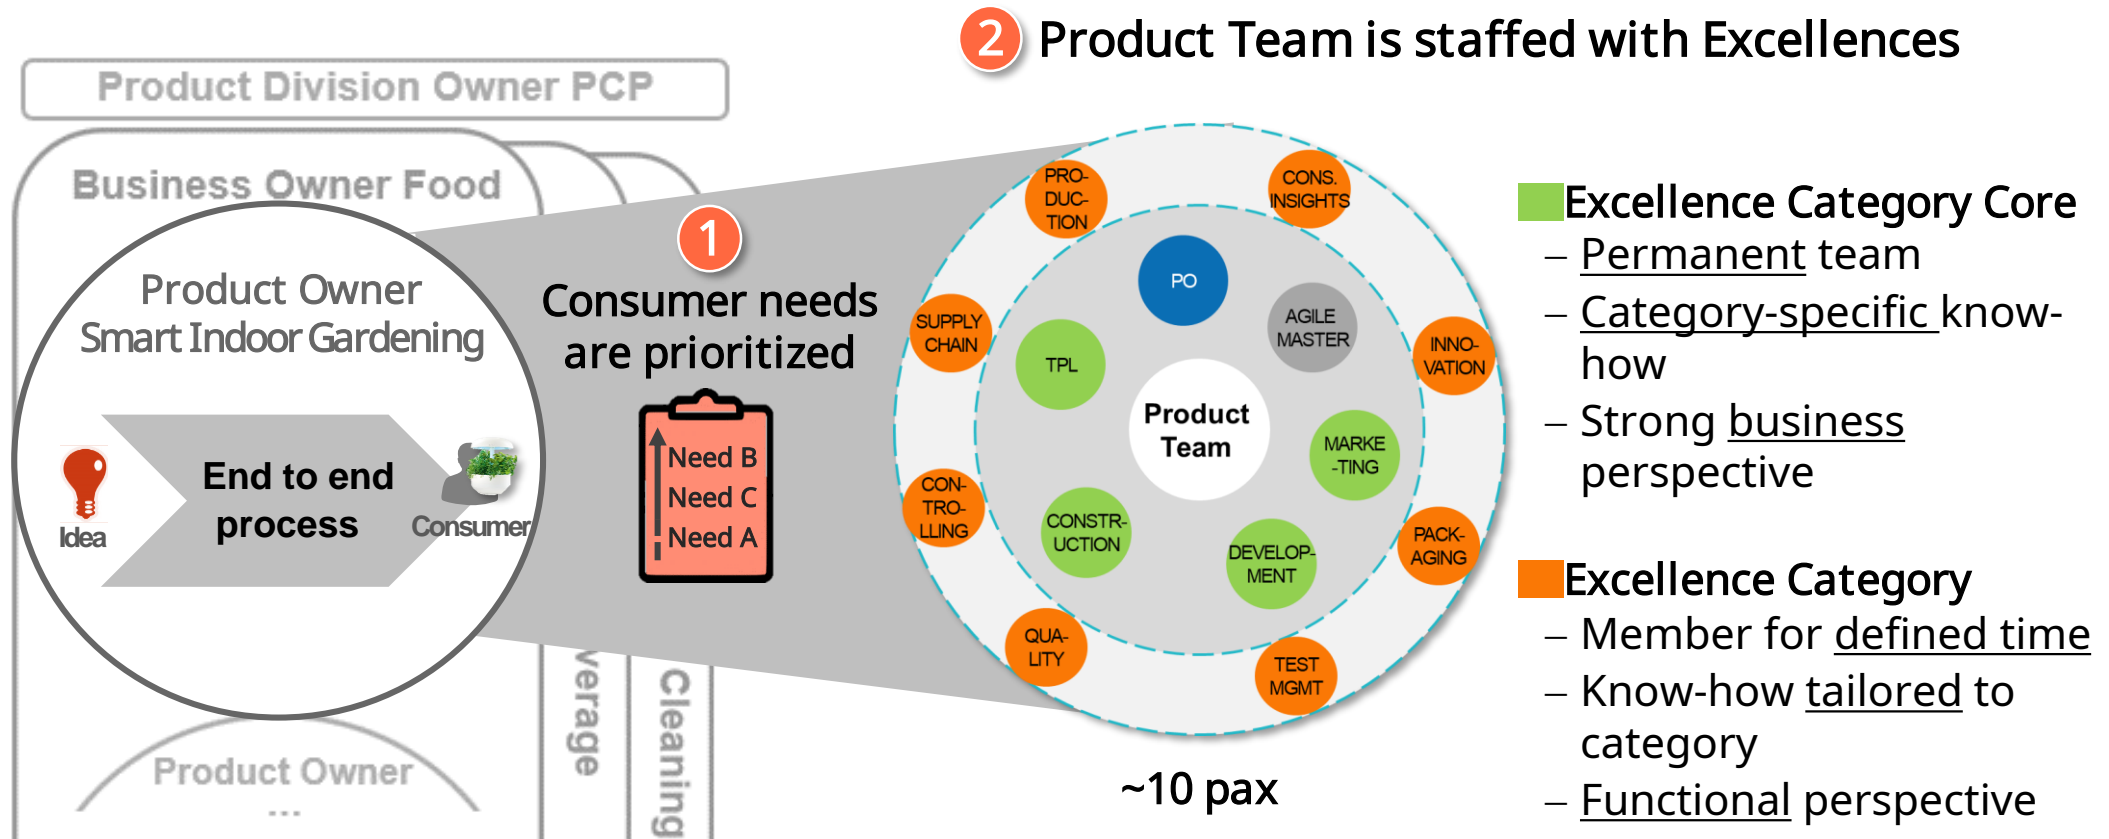 2 Product Team is staffed with Excellences
Product Division Owner PCP
Business Owner Food
Product Owner
Smart Indoor Gardening
Idea
End to end
process
Consumer
verage
Cleaning
Product Owner
...
1
Consumer needs
are prioritized
Need B
Need C
Need A
PRO-
DUC-
TION
CONS.
INSIGHTS
SUPPLY
CHAIN
INNO-
VATION
CON-
TRO-
LLING
PACK-
AGING
QUA-
LITY
TEST
MGMT
PO
AGILE
MASTER
TPL
MARKE
-TING
CONSTR-
UCTION
DEVELOP-
MENT
Product
Team
~10 pax
Excellence Category Core
– Permanent team
– Category-specific know-
how
– Strong business
perspective
Excellence Category
– Member for defined time
– Know-how tailored to
category
– Functional perspective